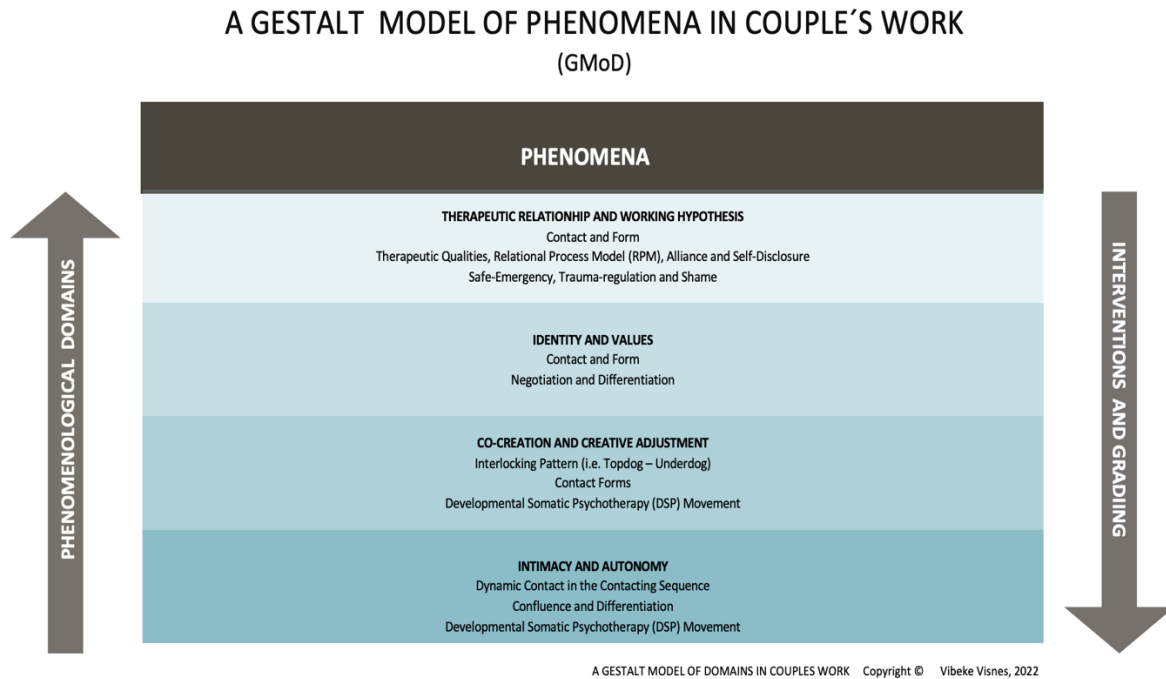 A GESTALT MODEL OF PHENOMENA IN COUPLE´S WORK
(GMoD)
PHENOMENA
PHENOMENOLOGICAL DOMAINS
THERAPEUTIC RELATIONHIP AND WORKING HYPOTHESIS
Contact and Form
Therapeutic Qualities, Relational Process Model (RPM), Alliance and Self-Disclosure
Safe-Emergency, Trauma-regulation and Shame
IDENTITY AND VALUES
Contact and Form
Negotiation and Differentiation
CO-CREATION AND CREATIVE ADJUSTMENT
Interlocking Pattern (i.e. Topdog – Underdog)
Contact Forms
Developmental Somatic Psychotherapy (DSP) Movement
INTIMACY AND AUTONOMY
Dynamic Contact in the Contacting Sequence
Confluence and Differentiation
Developmental Somatic Psychotherapy (DSP) Movement
INTERVENTIONS AND GRADIING
A GESTALT MODEL OF DOMAINS IN COUPLES WORK Copyright © Vibeke Visnes, 2022